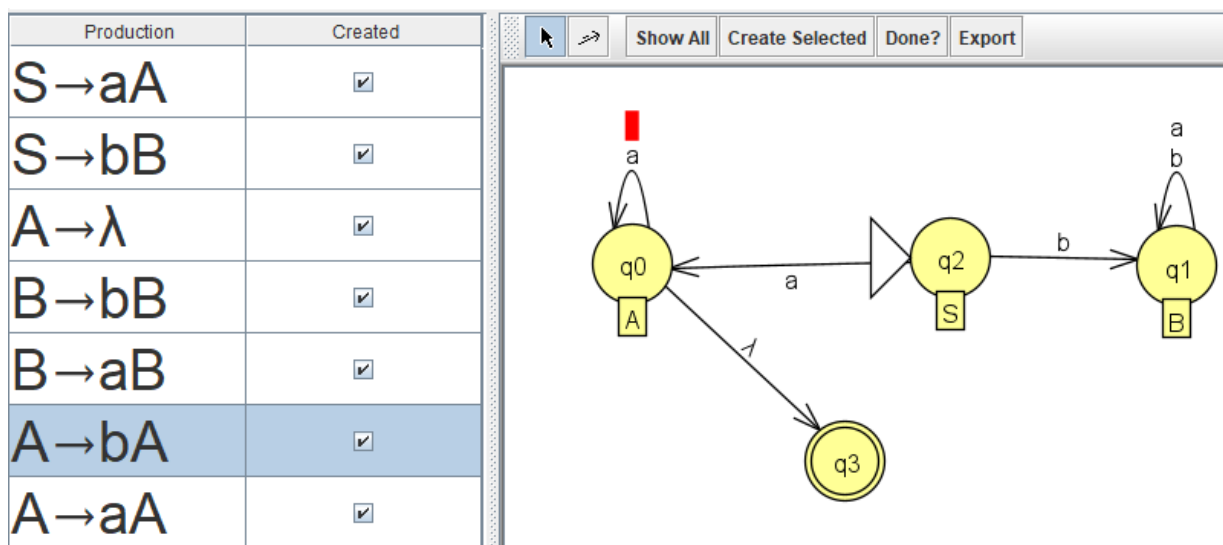 Production Created
S→aA
S→bB
A→λ
B→bB
B→aB
A→bA
A→aA
Show All Create Selected Done? Export
a
a
b
q0
A
a
q2
S
b
q1
B
λ
q3